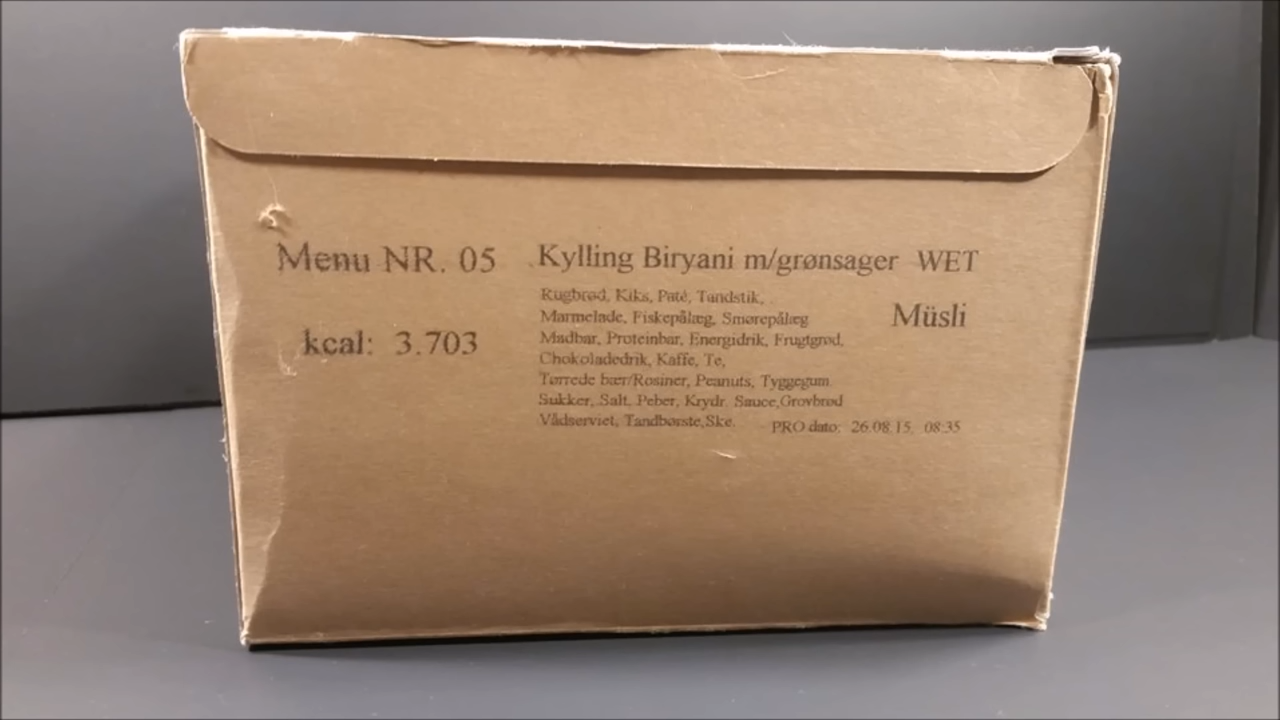 Menu NR. 05
Kylling Biryani m/grønsager WET
Rugbrød, Kiks, Paté, Tandstik,
Marmelade, Fiskepålæg, Smørepålæg
Müsli
kcal: 3.703
Madbar, Proteinbar, Energidrik, Frugtgrød,
Chokoladedrik, Kaffe, Te,
Tørrede bær/Rosiner, Peanuts, Tyggegum
Sukker, Salt, Peber, Krydr. Sauce,Grovbrød
Vådserviet, Tandbørste,Ske.
PRO dato: 26.08.15. 08:35